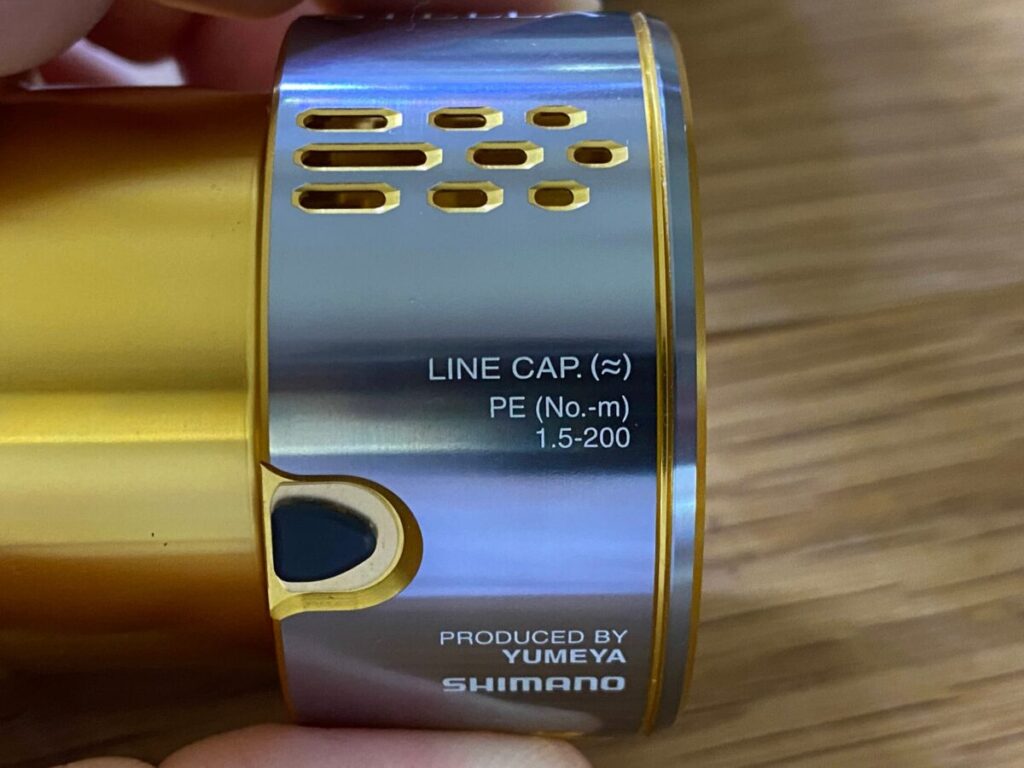 LINE CAP. (≈)
PE (No.-m)
1.5-200
PRODUCED BY
YUMEYA
SHIMANO